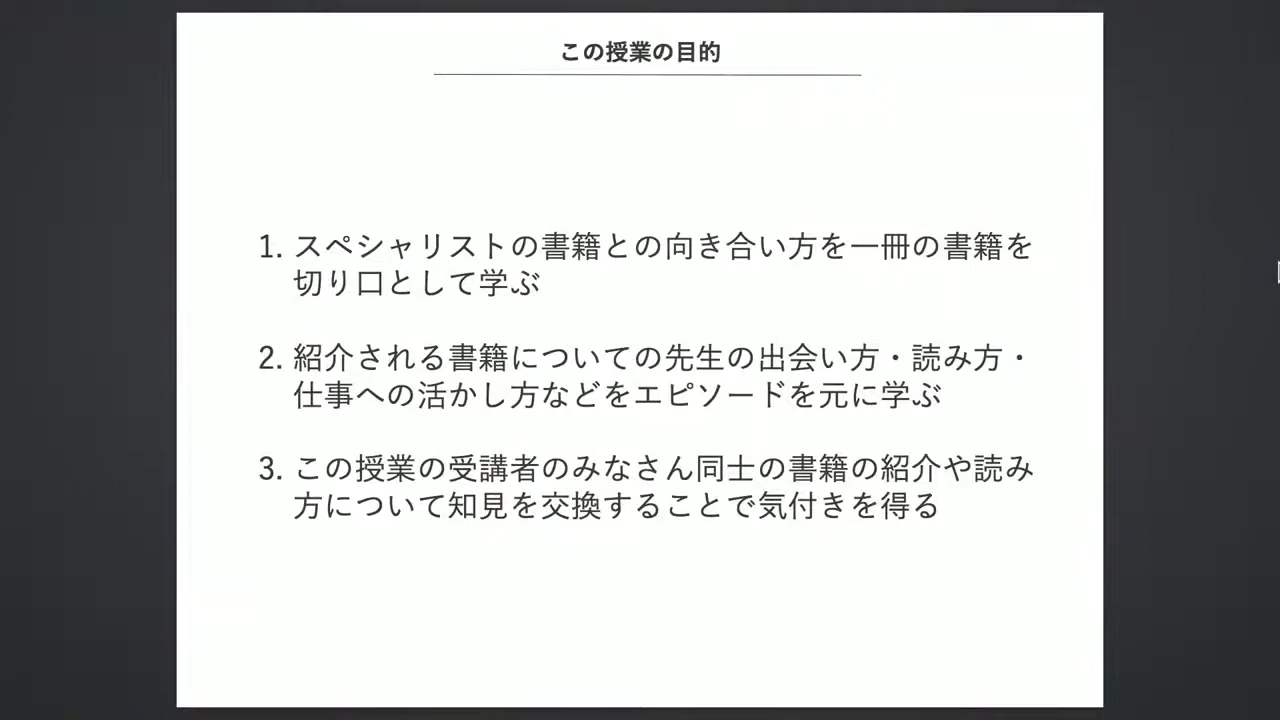 この授業の目的
1. スペシャリストの書籍との向き合い方を一冊の書籍を
切り口として学ぶ
2. 紹介される書籍についての先生の出会い方・読み方・
仕事への活かし方などをエピソードを元に学ぶ
3. この授業の受講者のみなさん同士の書籍の紹介や読み
方について知見を交換することで気付きを得る